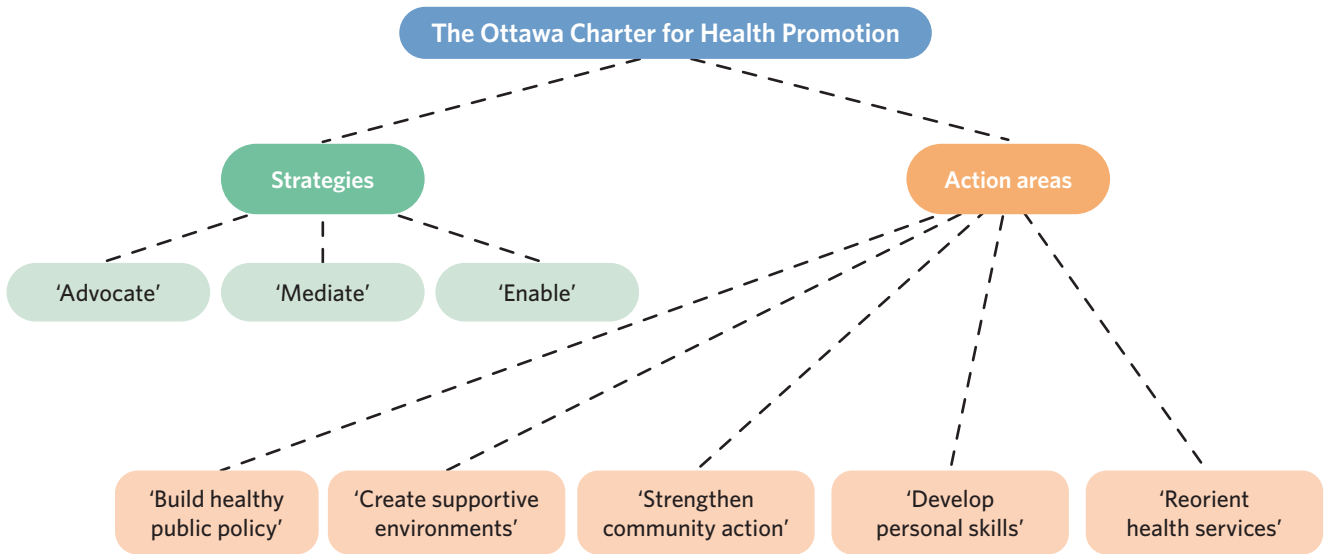 The Ottawa Charter for Health Promotion
Strategies
Action areas
‘Advocate’
‘Mediate’
‘Enable’
‘Build healthy
public policy’
‘Create supportive
environments’
‘Strengthen
community action’
‘Develop
personal skills’
‘Reorient
health services’